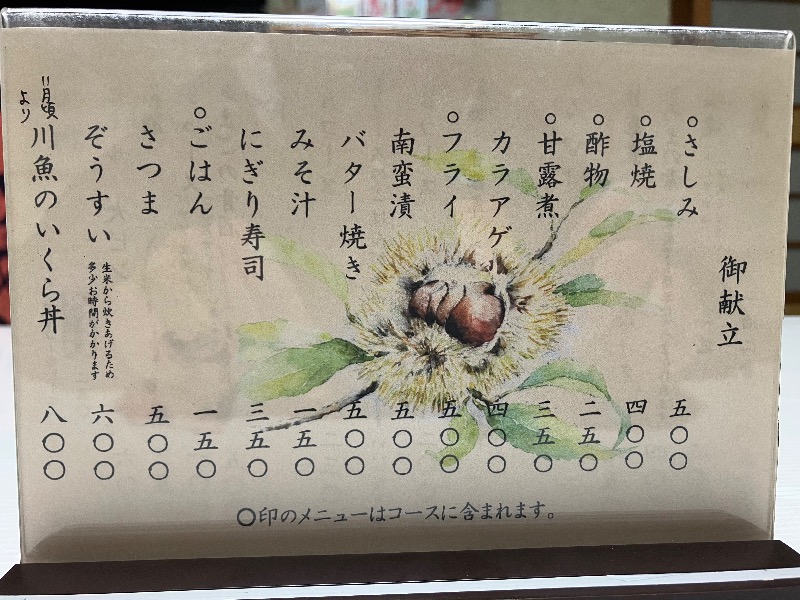 御献立
○さしみ 五〇〇
○塩焼 四〇〇
○酢物 二五〇
○甘露煮 三五〇
カラアゲ 四〇〇
○フライ 五〇〇
南蛮漬 五〇〇
バター焼き 五〇〇
みそ汁 一五〇
にぎり寿司 三五〇
○ごはん 一五〇
さつま 五〇〇
ぞうすい 生米から炊きあげるため 多少お時間がかかります 六〇〇
11月頃より 川魚のいくら丼 八〇〇
○印のメニューはコースに含まれます。